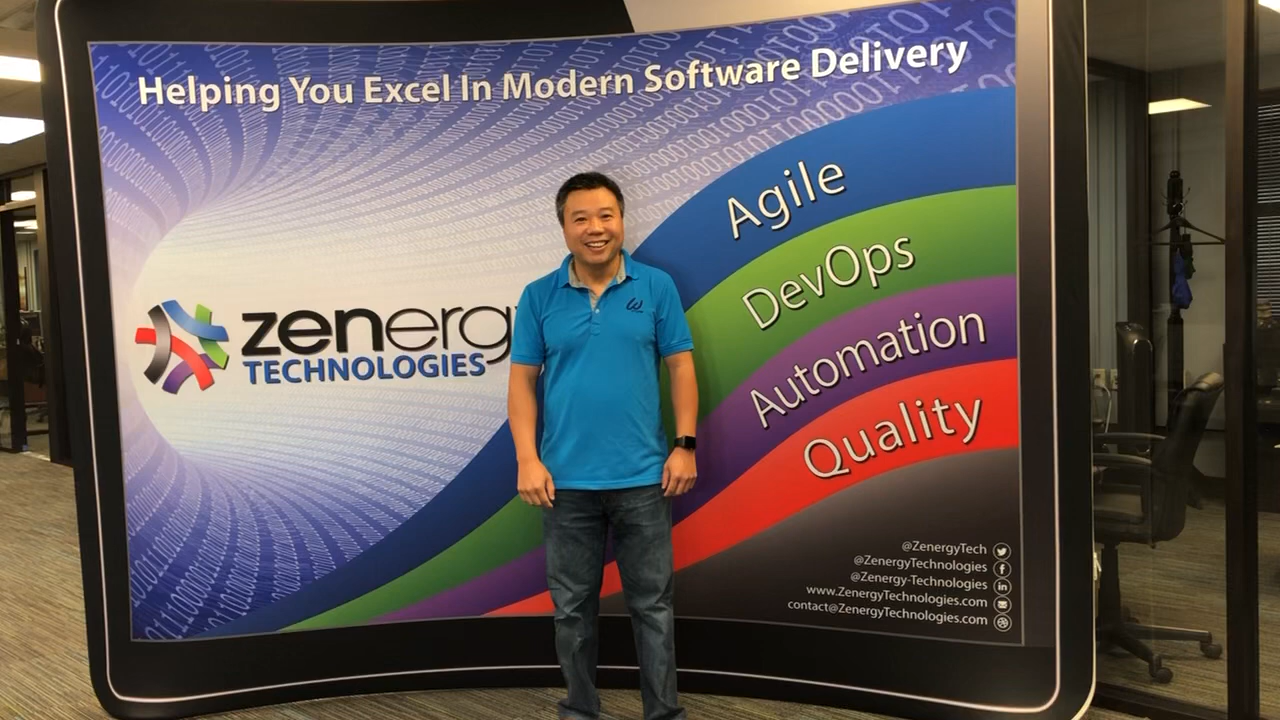 Helping You Excel In Modern Software Delivery
zenerg
TECHNOLOGIES
Agile
DevOps
Automation
Quality
@ZenergyTech
@ZenergyTechnologies
@Zenergy-Technologies
www.ZenergyTechnologies.com
contact@ZenergyTechnologies.com